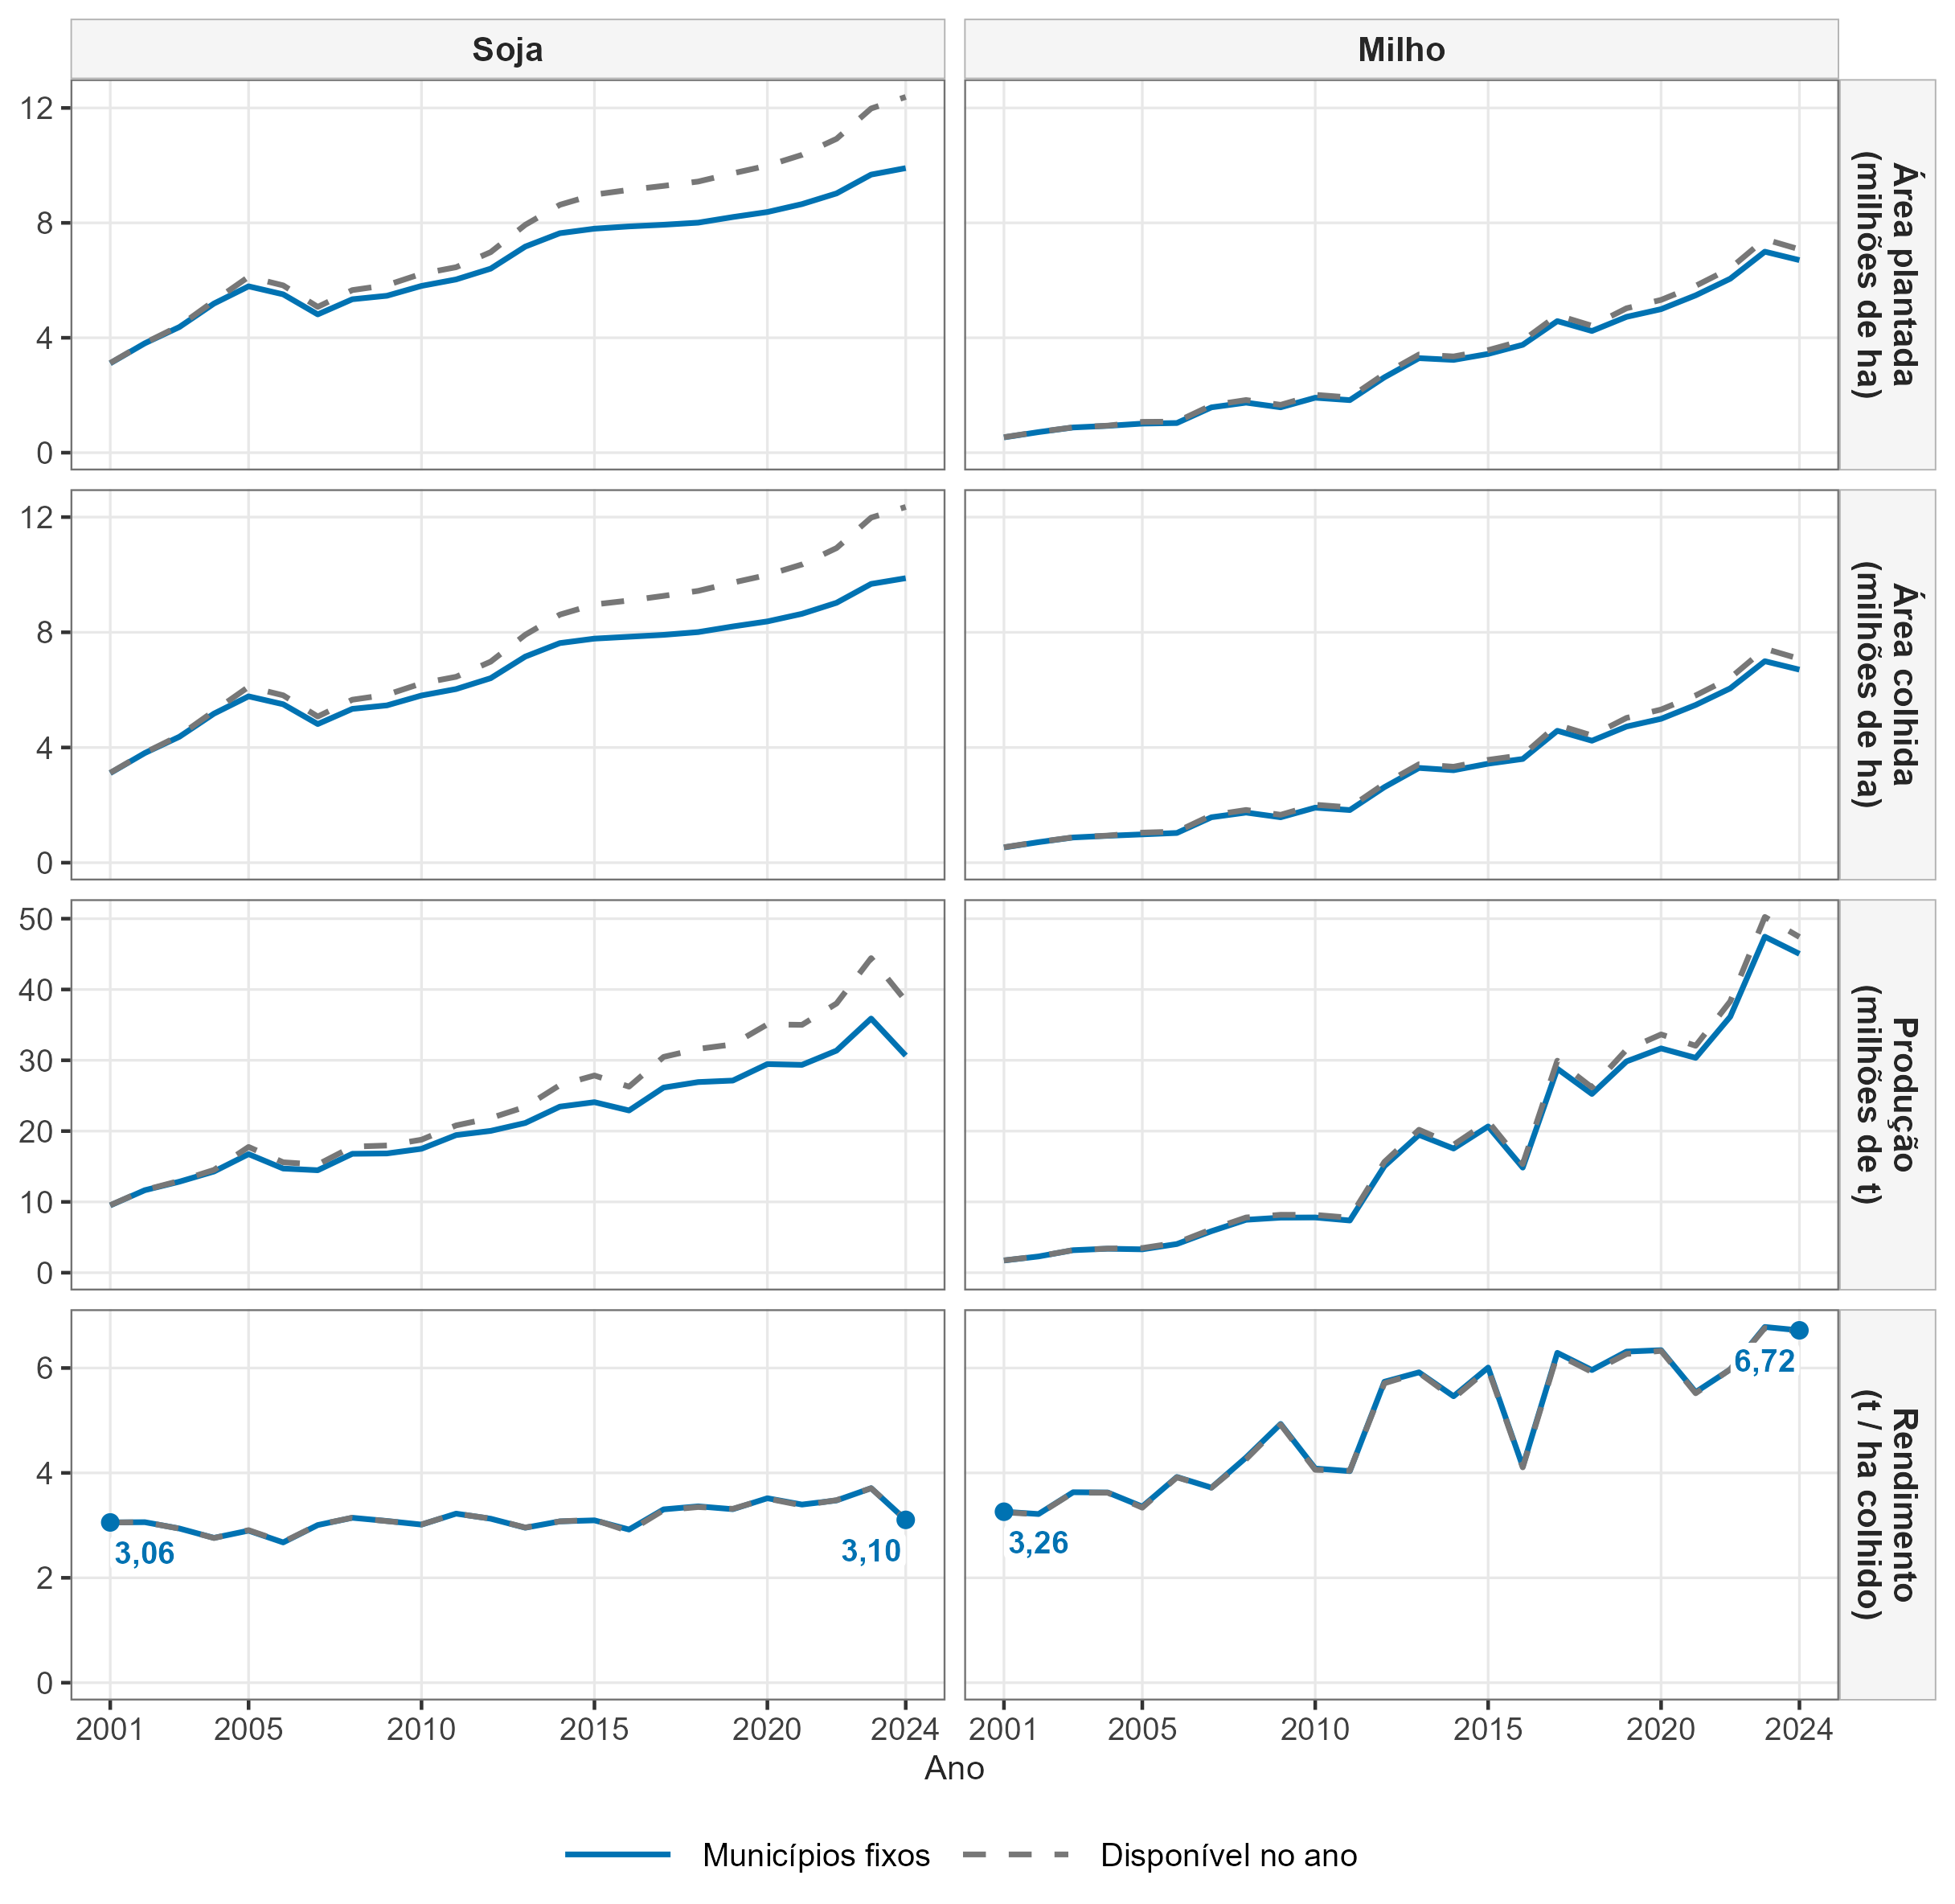 Soja
Milho
12
8
4
0
Área plantada
(milhões de ha)
12
8
4
0
Área colhida
(milhões de ha)
50
40
30
20
10
0
Produção
(milhões de t)
6
4
2
0
3,06
3,10
3,26
6,72
Rendimento
(t / ha colhido)
2001 2005 2010 2015 2020 2024
2001 2005 2010 2015 2020 2024
Ano
Municípios fixos
Disponível no ano